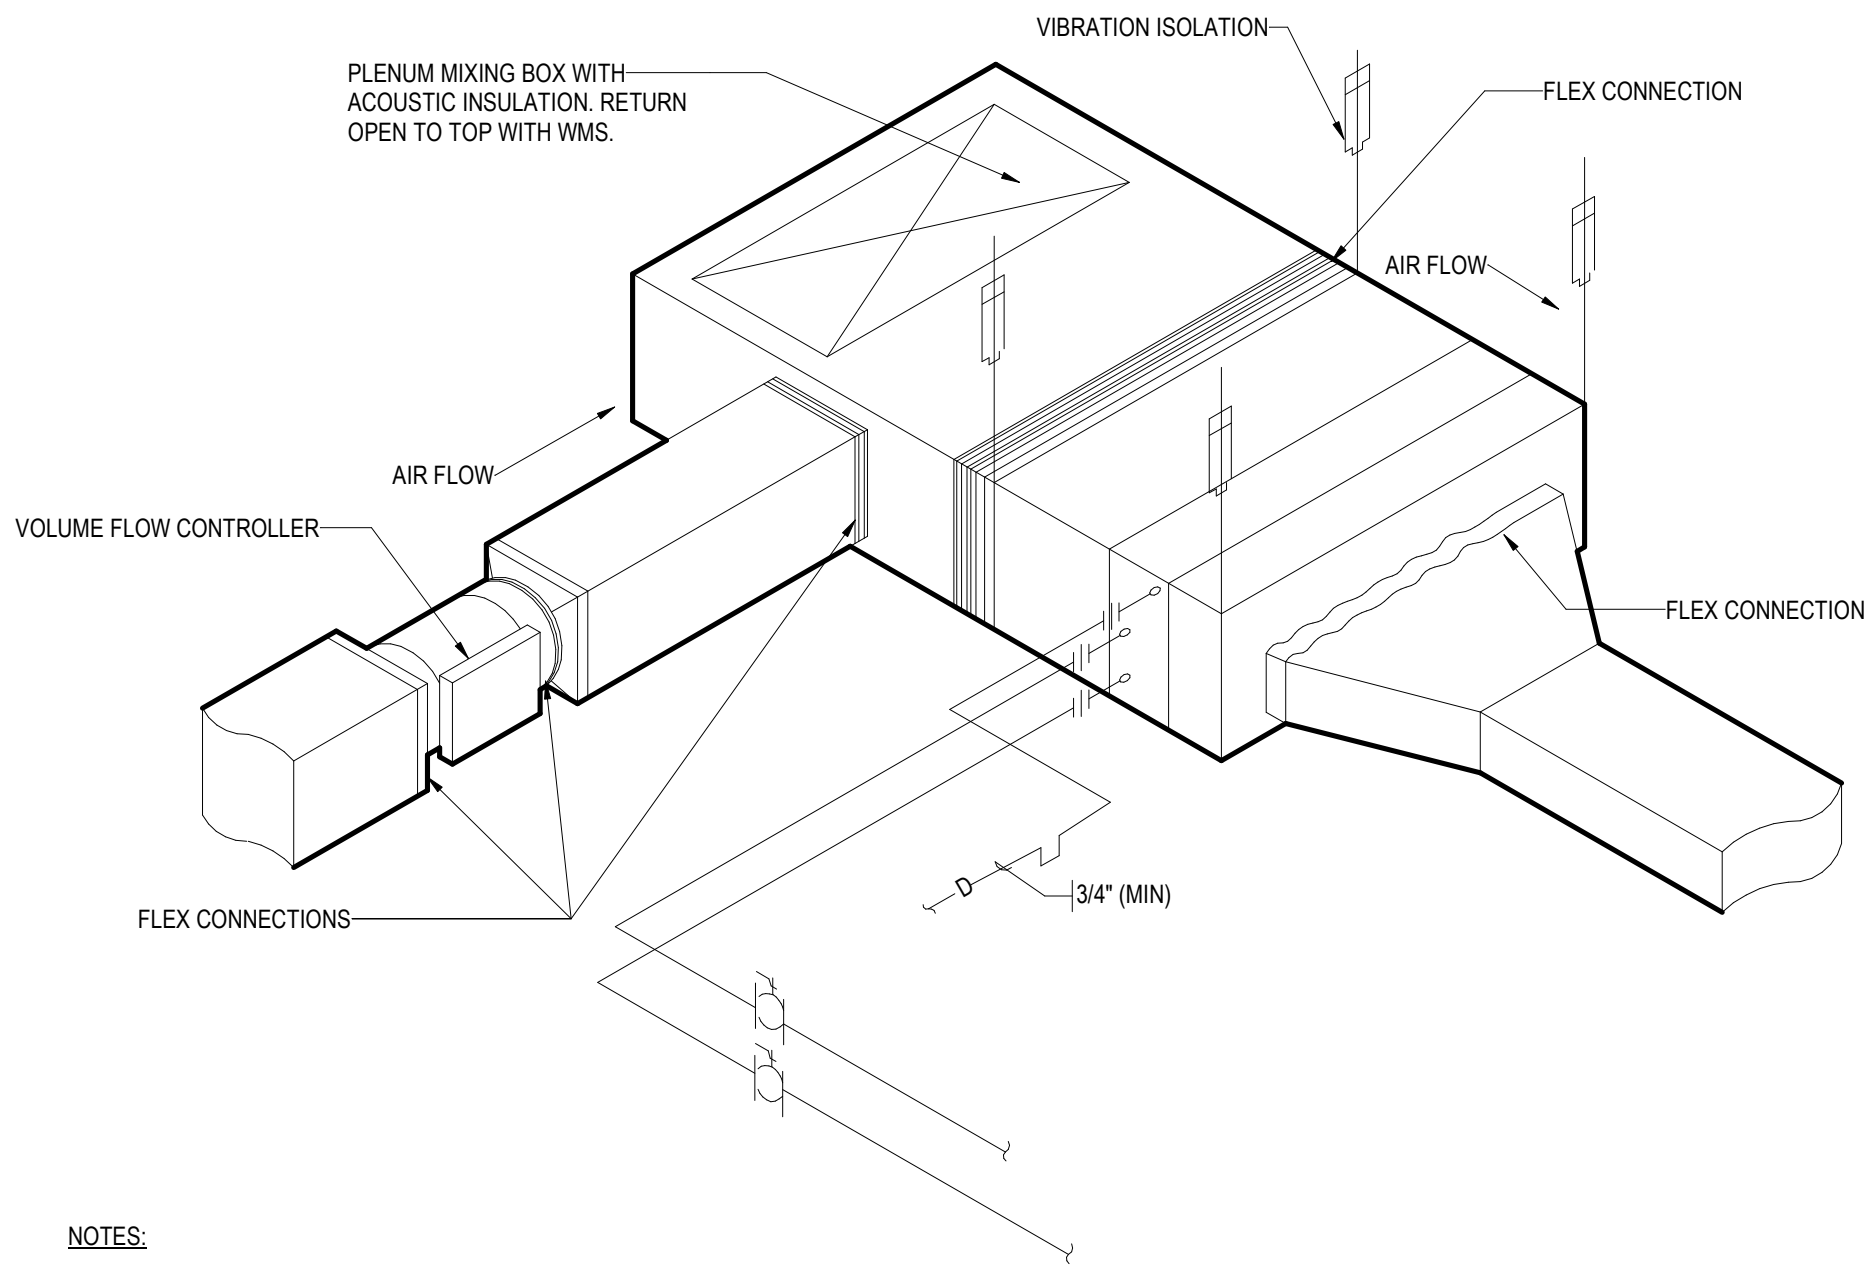 VIBRATION ISOLATION
PLENUM MIXING BOX WITH
ACOUSTIC INSULATION. RETURN
OPEN TO TOP WITH WMS.
FLEX CONNECTION
AIR FLOW
AIR FLOW
VOLUME FLOW CONTROLLER
FLEX CONNECTION
D
3/4" (MIN)
FLEX CONNECTIONS
NOTES: